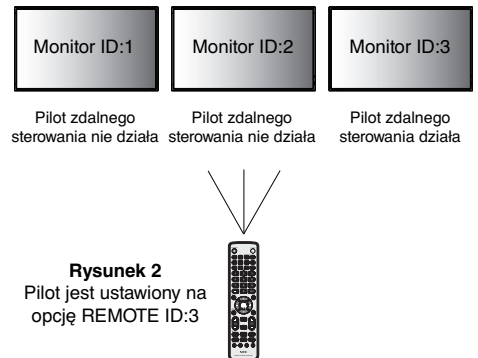 Monitor ID:1
Monitor ID:2
Monitor ID:3
Pilot zdalnego
sterowania nie działa
Pilot zdalnego
sterowania nie działa
Pilot zdalnego
sterowania działa
Rysunek 2
Pilot jest ustawiony na
opcję REMOTE ID:3